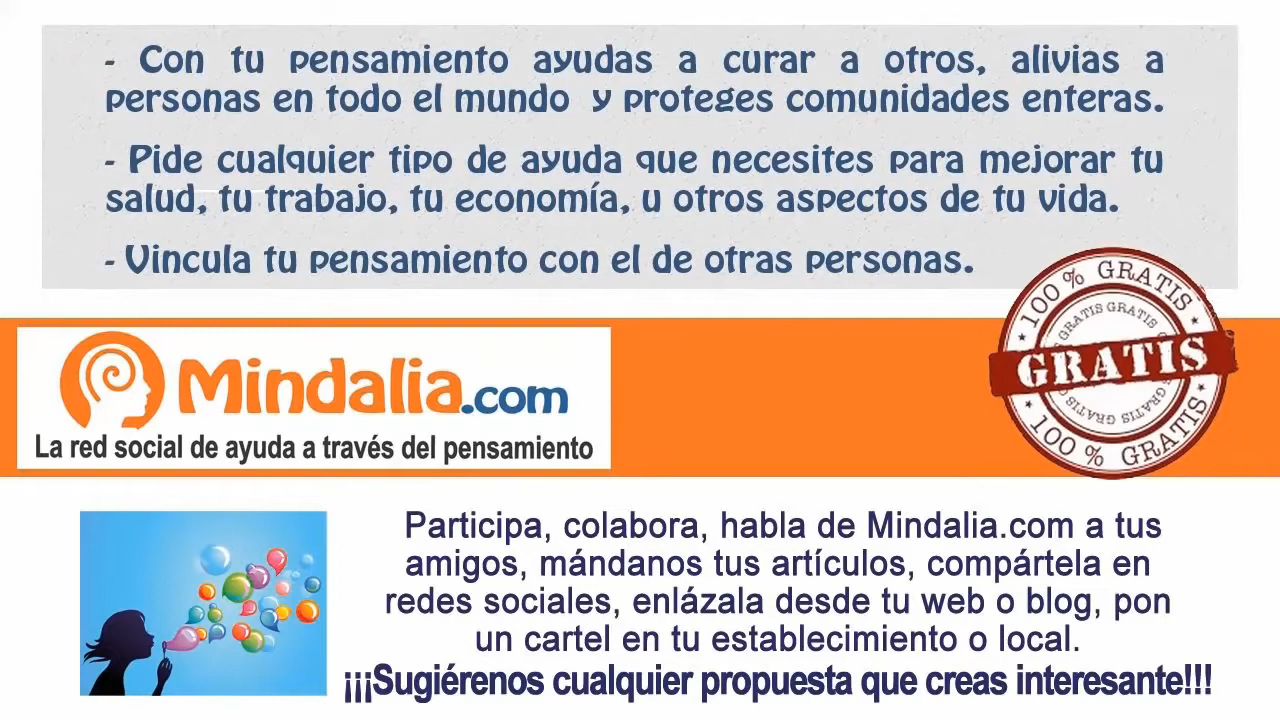 - Con tu pensamiento ayudas a curar a otros, alivias a
personas en todo el mundo y proteges comunidades enteras.
- Pide cualquier tipo de ayuda que necesites para mejorar tu
salud, tu trabajo, tu economía, u otros aspectos de tu vida.
- Vincula tu pensamiento con el de otras personas.
100 % GRATIS
GRATIS GRATIS
GRATIS
GRATIS GRATIS
100 % GRATIS
Mindalia.com
La red social de ayuda a través del pensamiento
Participa, colabora, habla de Mindalia.com a tus
amigos, mándanos tus artículos, compártela en
redes sociales, enlázala desde tu web o blog, pon
un cartel en tu establecimiento o local.
¡¡¡Sugiérenos cualquier propuesta que creas interesante!!!